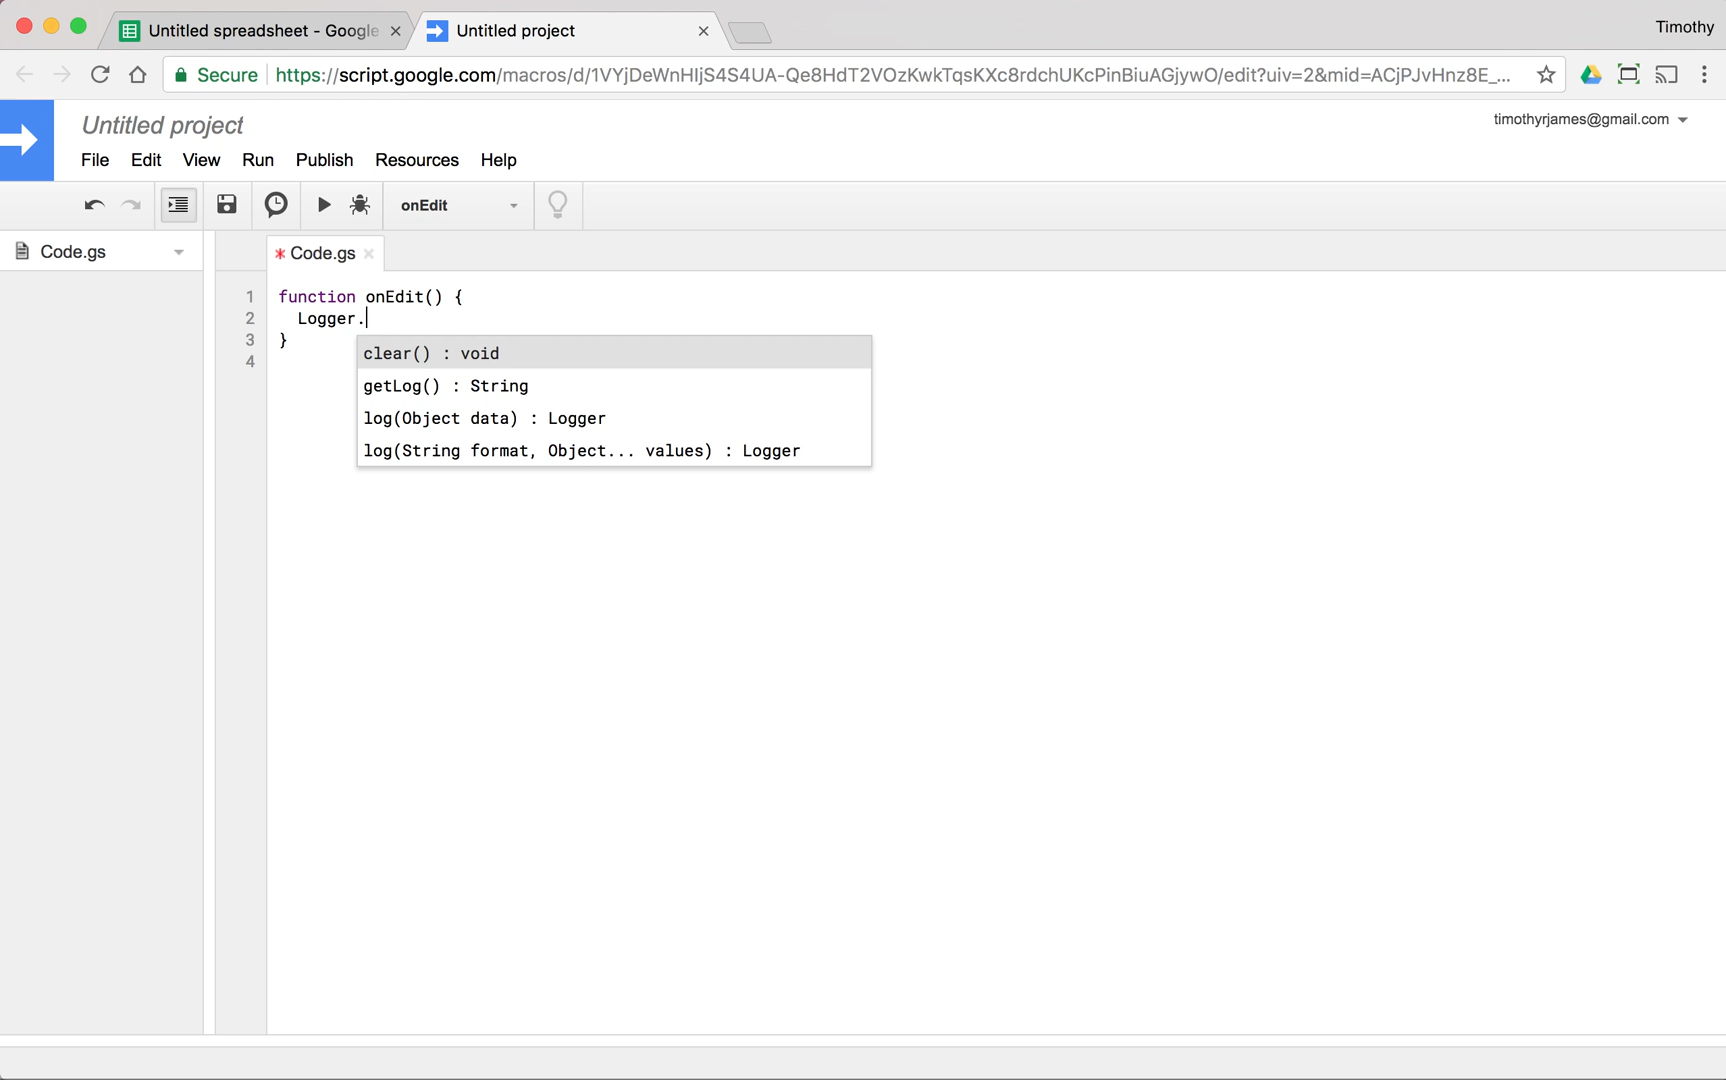 Untitled spreadsheet - Google
Untitled project
Timothy
Secure https://script.google.com/macros/d/1VYjDeWnHIjS4S4UA-Qe8HdT2VOzKwkTqsKXc8rdchUKcPinBiuAGjywO/edit?uiv=2&mid=ACjPJvHnz8E_...
Untitled project
timothyrjames@gmail.com
File Edit View Run Publish Resources Help
onEdit
Code.gs
* Code.gs
1 function onEdit() {
2 Logger.
3 }
4
clear() : void
getLog() : String
log(Object data) : Logger
log(String format, Object... values) : Logger